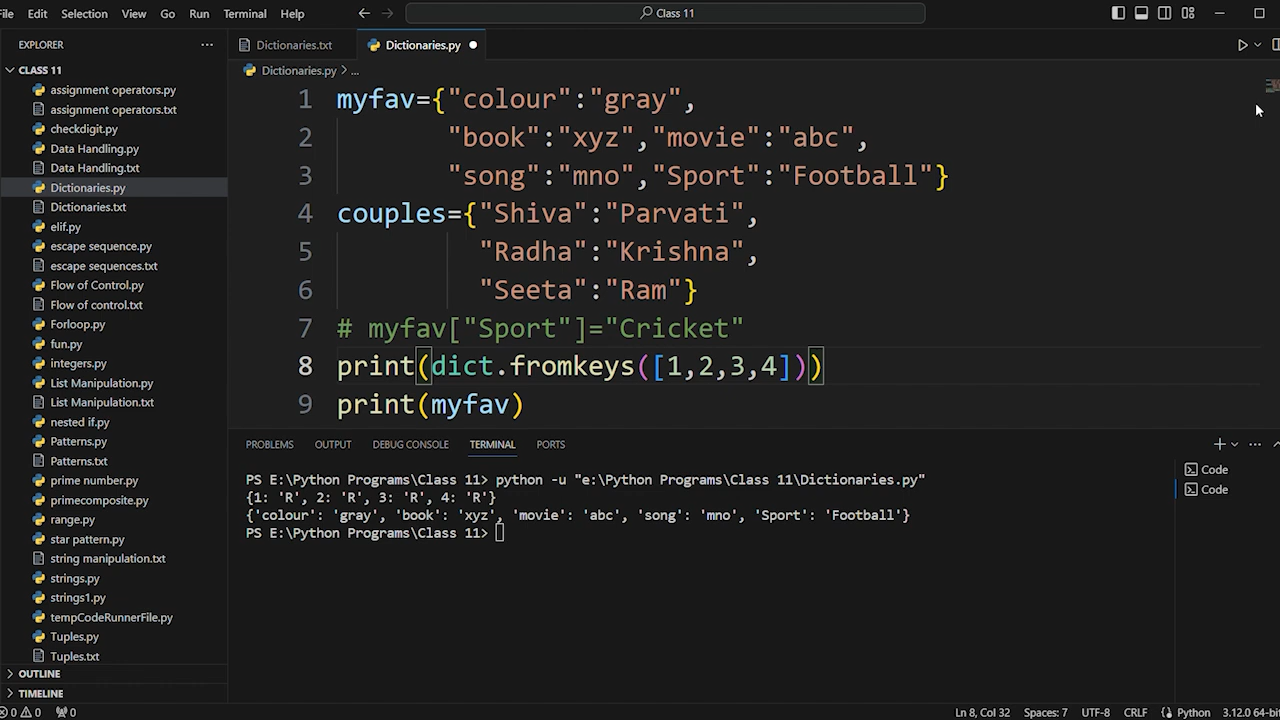 File Edit Selection View Go Run Terminal Help
Class 11
EXPLORER
CLASS 11
assignment operators.py
assignment operators.txt
checkdigit.py
Data Handling.py
Data Handling.txt
Dictionaries.py
Dictionaries.txt
elif.py
escape sequence.py
escape sequences.txt
Flow of Control.py
Flow of control.txt
Forloop.py
fun.py
integers.py
List Manipulation.py
List Manipulation.txt
nested if.py
Patterns.py
Patterns.txt
prime number.py
primecomposite.py
range.py
star pattern.py
string manipulation.txt
strings.py
strings1.py
tempCodeRunnerFile.py
Tuples.py
Tuples.txt
OUTLINE
TIMELINE
Dictionaries.txt Dictionaries.py
Dictionaries.py > ...
1 myfav={"colour":"gray",
2 "book":"xyz","movie":"abc",
3 "song":"mno","Sport":"Football"}
4 couples={"Shiva":"Parvati",
5 "Radha":"Krishna",
6 "Seeta":"Ram"}
7 # myfav["Sport"]="Cricket"
8 print(dict.fromkeys([1,2,3,4]))
9 print(myfav)
PROBLEMS OUTPUT DEBUG CONSOLE TERMINAL PORTS
PS E:\Python Programs\Class 11> python -u "e:\Python Programs\Class 11\Dictionaries.py"
{1: 'R', 2: 'R', 3: 'R', 4: 'R'}
{'colour': 'gray', 'book': 'xyz', 'movie': 'abc', 'song': 'mno', 'Sport': 'Football'}
PS E:\Python Programs\Class 11>
Code
Code
0 0 0 Ln 8, Col 32 Spaces: 7 UTF-8 CRLF Python 3.12.0 64-bit